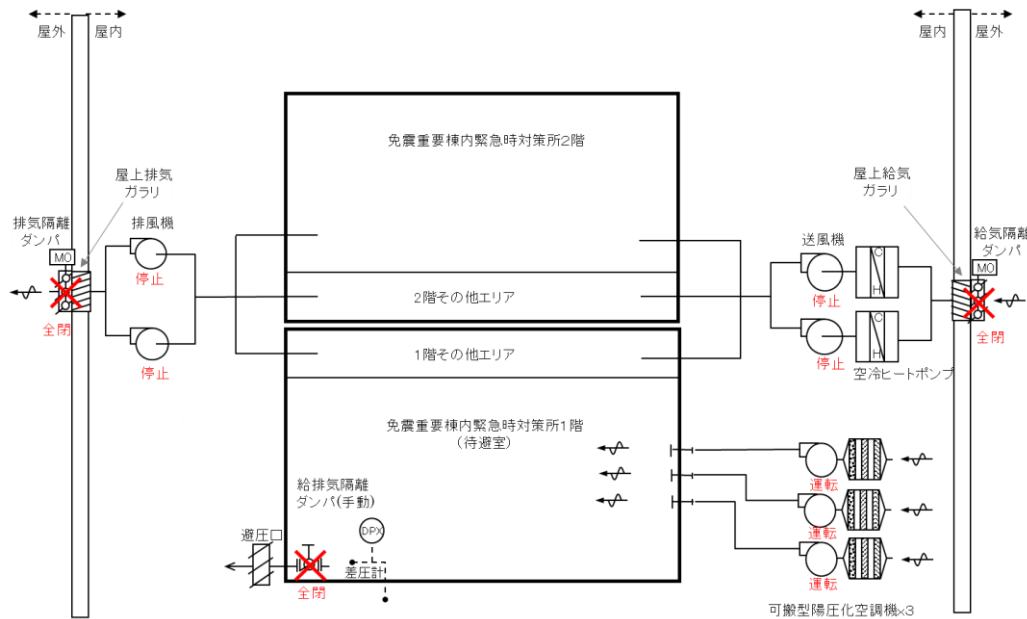 屋外 屋内
屋内 屋外
免震重要棟内緊急時対策所2階
屋上排気
ガラリ
排気隔離
ダンパ
MO
全閉
排風機
停止
停止
屋上給気
ガラリ
給気隔離
ダンパ
MO
全閉
送風機
停止
停止
C
H
C
H
空冷ヒートポンプ
2階その他エリア
1階その他エリア
免震重要棟内緊急時対策所1階
(待避室)
給排気隔離
ダンパ(手動)
避圧口
全閉
DPX
差圧計
運転
運転
運転
可搬型陽圧化空調機×3